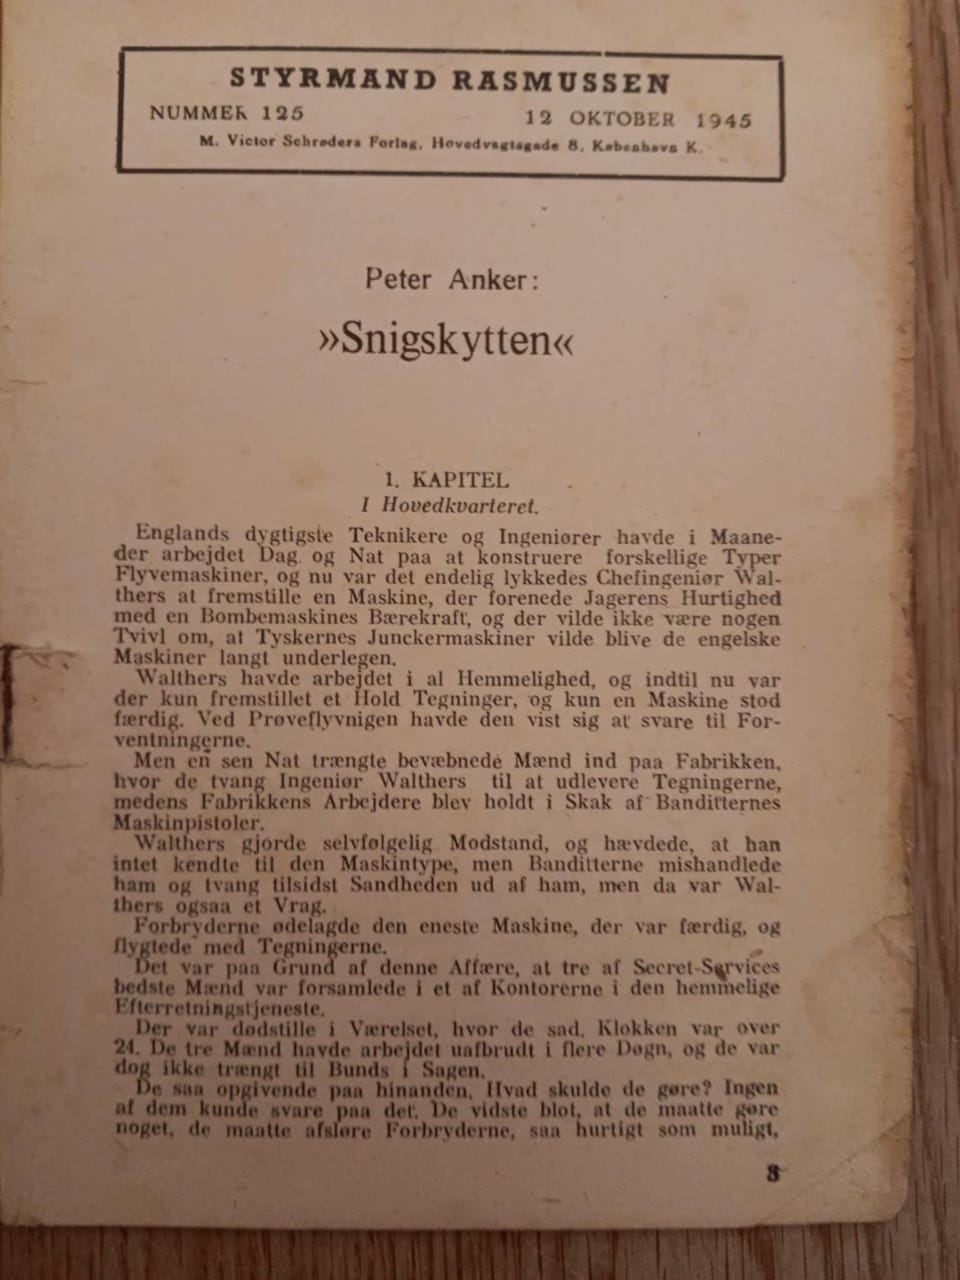 STYRMAND RASMUSSEN
NUMMER 125 12 OKTOBER 1945
M. Victor Schrøders Forlag, Hovedvagtsgade 8, København K.
Peter Anker:
»Snigskytten«
1. KAPITEL
I Hovedkvarteret.
Englands dygtigste Teknikere og Ingeniører havde i Maane-
der arbejdet Dag og Nat paa at konstruere forskellige Typer
Flyvemaskiner, og nu var det endelig lykkedes Chefingeniør Wal-
thers at fremstille en Maskine, der forenede Jagerens Hurtighed
med en Bombemaskines Bærekraft, og der vilde ikke være nogen
Tvivl om, at Tyskernes Junckermaskiner vilde blive de engelske
Maskiner langt underlegen.
Walthers havde arbejdet i al Hemmelighed, og indtil nu var
der kun fremstillet et Hold Tegninger, og kun en Maskine stod
færdig. Ved Prøveflyvnigen havde den vist sig at svare til For-
ventningerne.
Men en sen Nat trængte bevæbnede Mænd ind paa Fabrikken,
hvor de tvang Ingeniør Walthers til at udlevere Tegningerne,
medens Fabrikkens Arbejdere blev holdt i Skak af Banditternes
Maskinpistoler.
Walthers gjorde selvfølgelig Modstand, og hævdede, at han
intet kendte til den Maskintype, men Banditterne mishandlede
ham og tvang tilsidst Sandheden ud af ham, men da var Wal-
thers ogsaa et Vrag.
Forbryderne ødelagde den eneste Maskine, der var færdig, og
flygtede med Tegningerne.
Det var paa Grund af denne Affære, at tre af Secret-Services
bedste Mænd var forsamlede i et af Kontorerne i den hemmelige
Efterretningstjeneste.
Der var dødstille i Værelset, hvor de sad. Klokken var over
24. De tre Mænd havde arbejdet uafbrudt i flere Døgn, og de var
dog ikke trængt til Bunds i Sagen.
De saa opgivende paa hinanden. Hvad skulde de gøre? Ingen
af dem kunde svare paa det. De vidste blot, at de maatte gøre
noget, de maatte afsløre Forbryderne, saa hurtigt som muligt,
3